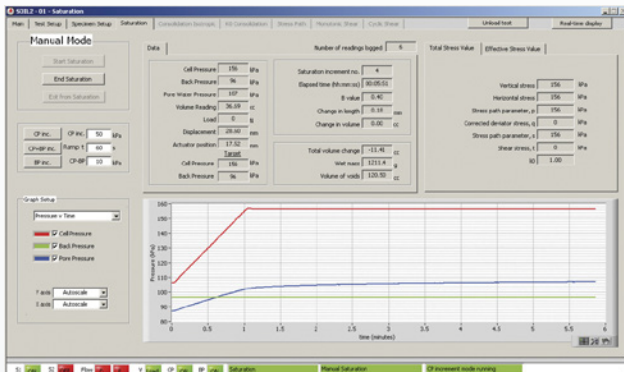 SOIL2 - 01 - Saturation
Main Test Setup Specimen Setup Saturation Consolidation Isotropic K0 Consolidation Stress Path Monotonic Shear Cyclic Shear
Unload test Real-time display
Manual Mode
Start Saturation
End Saturation
Exit from Saturation
CP inc. CP inc. 50 kPa
CP+BP inc. Ramp t 60 s
BP inc. CP-BP 10 kPa
Data
Number of readings logged 6
Cell Pressure 156 kPa
Back Pressure 96 kPa
Pore Water Pressure 107 kPa
Volume Reading 36.69 cc
Load 0 N
Displacement 28.60 mm
Actuator position 17.52 mm
Target
Cell Pressure 156 kPa
Back Pressure 96 kPa
Saturation increment no. 4
Elapsed time (hh:mm:ss) 00:05:51
B value 0.40
Change in length 0.10 mm
Change in volume 0.00 cc
Total volume change -11.41 cc
Wet mass 1211.4 g
Volume of voids 120.53 cc
Total Stress Value Effective Stress Value
Vertical stress 156 kPa
Horizontal stress 156 kPa
Stress path parameter, p 156 kPa
Corrected deviator stress, q 0 kPa
Stress path parameter, s 156 kPa
Shear stress, t 0 kPa
K0 1.00
Graph Setup
Pressure v Time
Cell Pressure
Back Pressure
Pore Pressure
Y axis Autoscale
X axis Autoscale
Pressure (kPa)
160
150
140
130
120
110
100
90
80
0 0.5 1 1.5 2 2.5 3 3.5 4 4.5 5 5.5 6
time (minutes)
S1 S2 Flow V CP BP Saturation Manual Saturation CP increment mode running